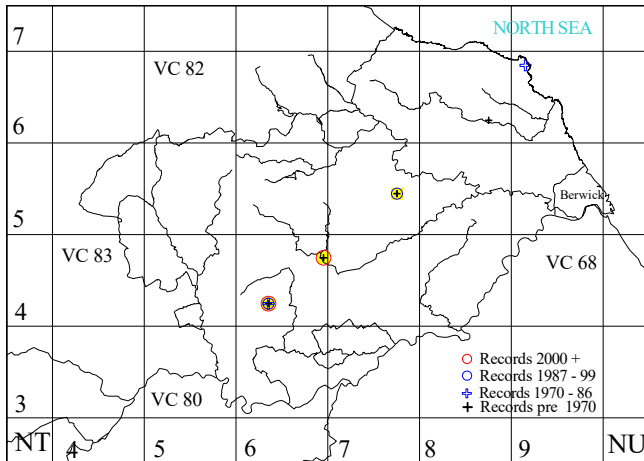 NORTH SEA
7
VC 82
6
Berwick
5
VC 83
VC 68
4
Records 2000 +
Records 1987 - 99
Records 1970 - 86
VC 80
Records pre 1970
3
NT 4 5 6 7 8 9 NU